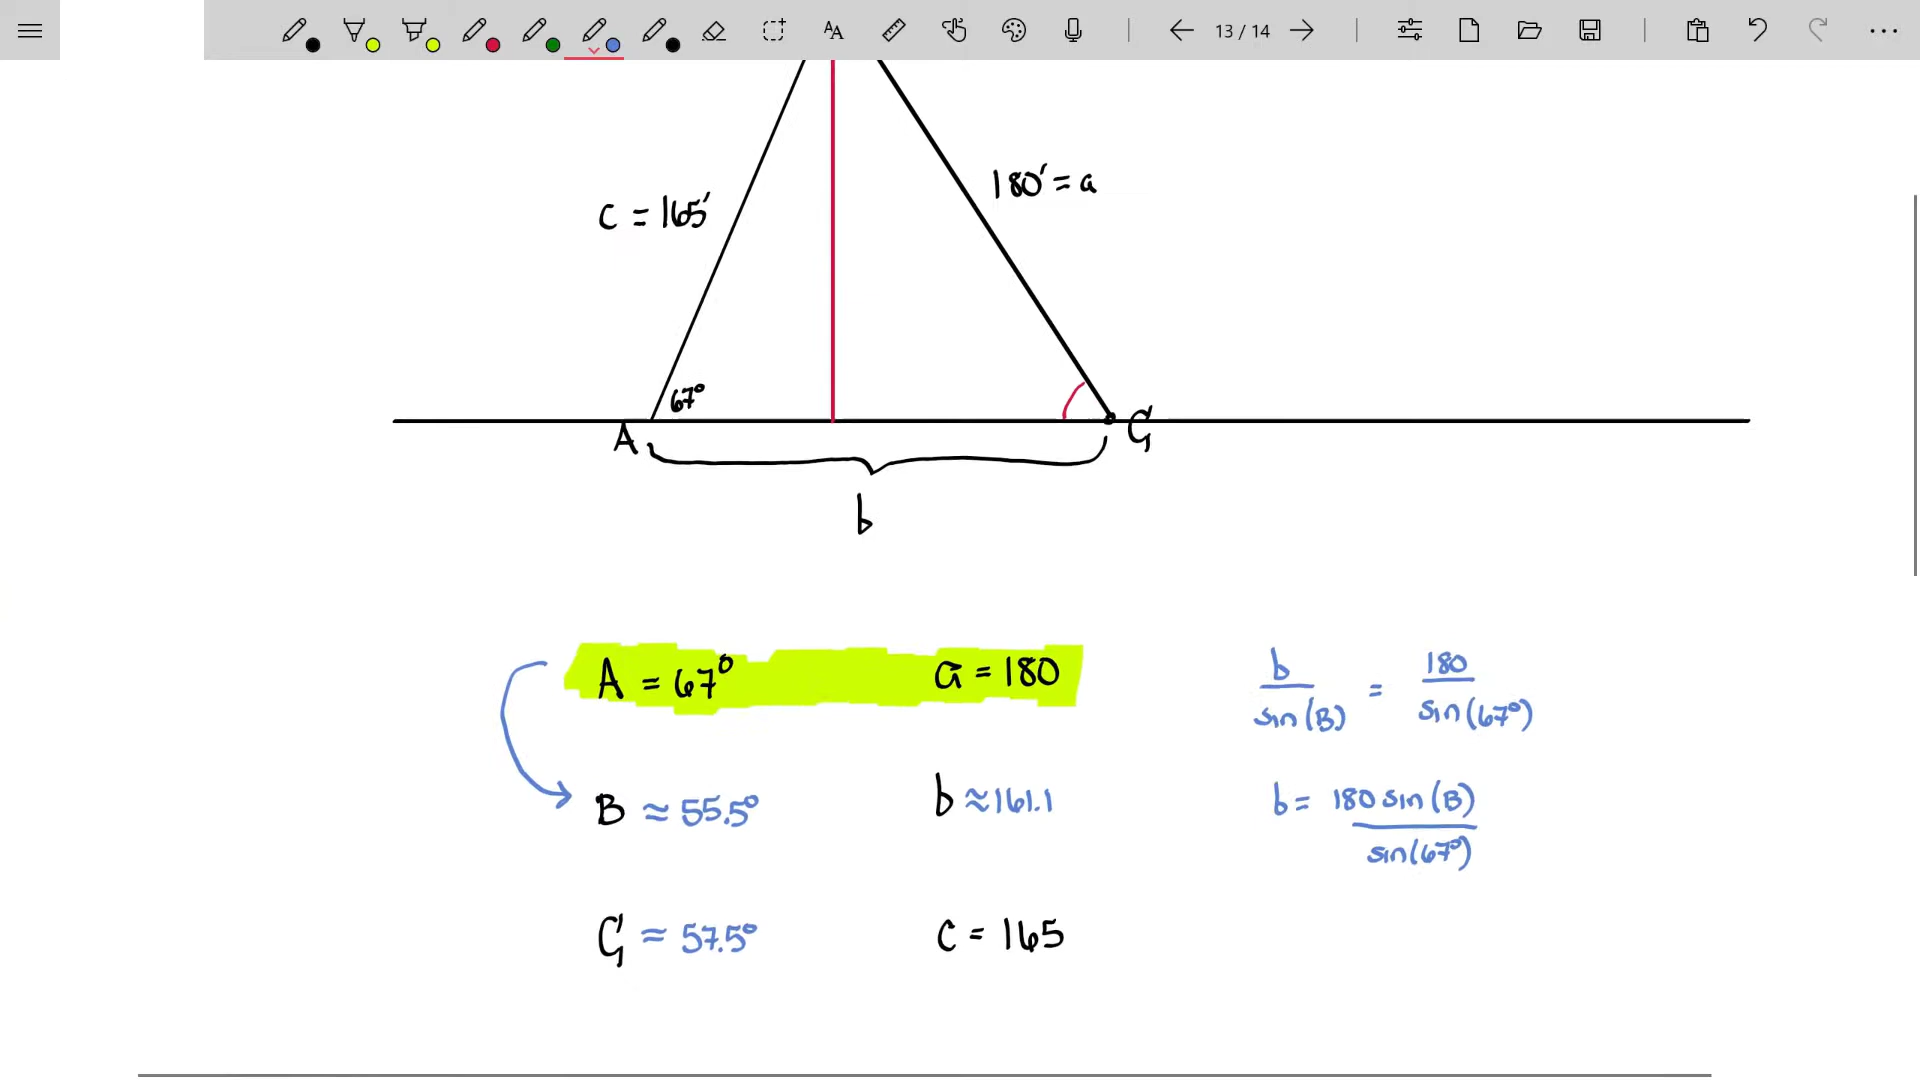 13 / 14
180' = a
c = 165'
67°
A
C
b
A = 67°
a = 180
b/sin(B) = 180/sin(67°)
B ≈ 55.5°
b ≈ 161.1
b = 180 sin(B)/sin(67°)
C ≈ 57.5°
c = 165